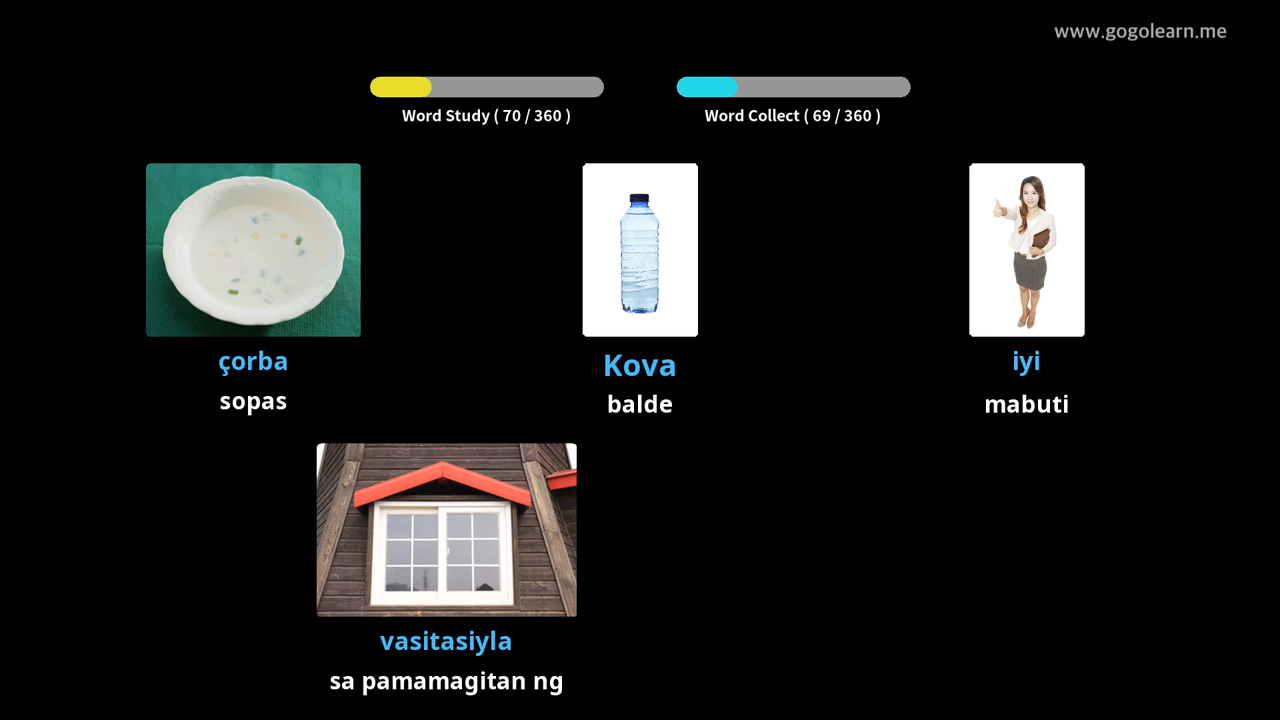 www.gogolearn.me
Word Study ( 70 / 360 )
Word Collect ( 69 / 360 )
çorba
sopas
Kova
balde
iyi
mabuti
vasitasiyla
sa pamamagitan ng